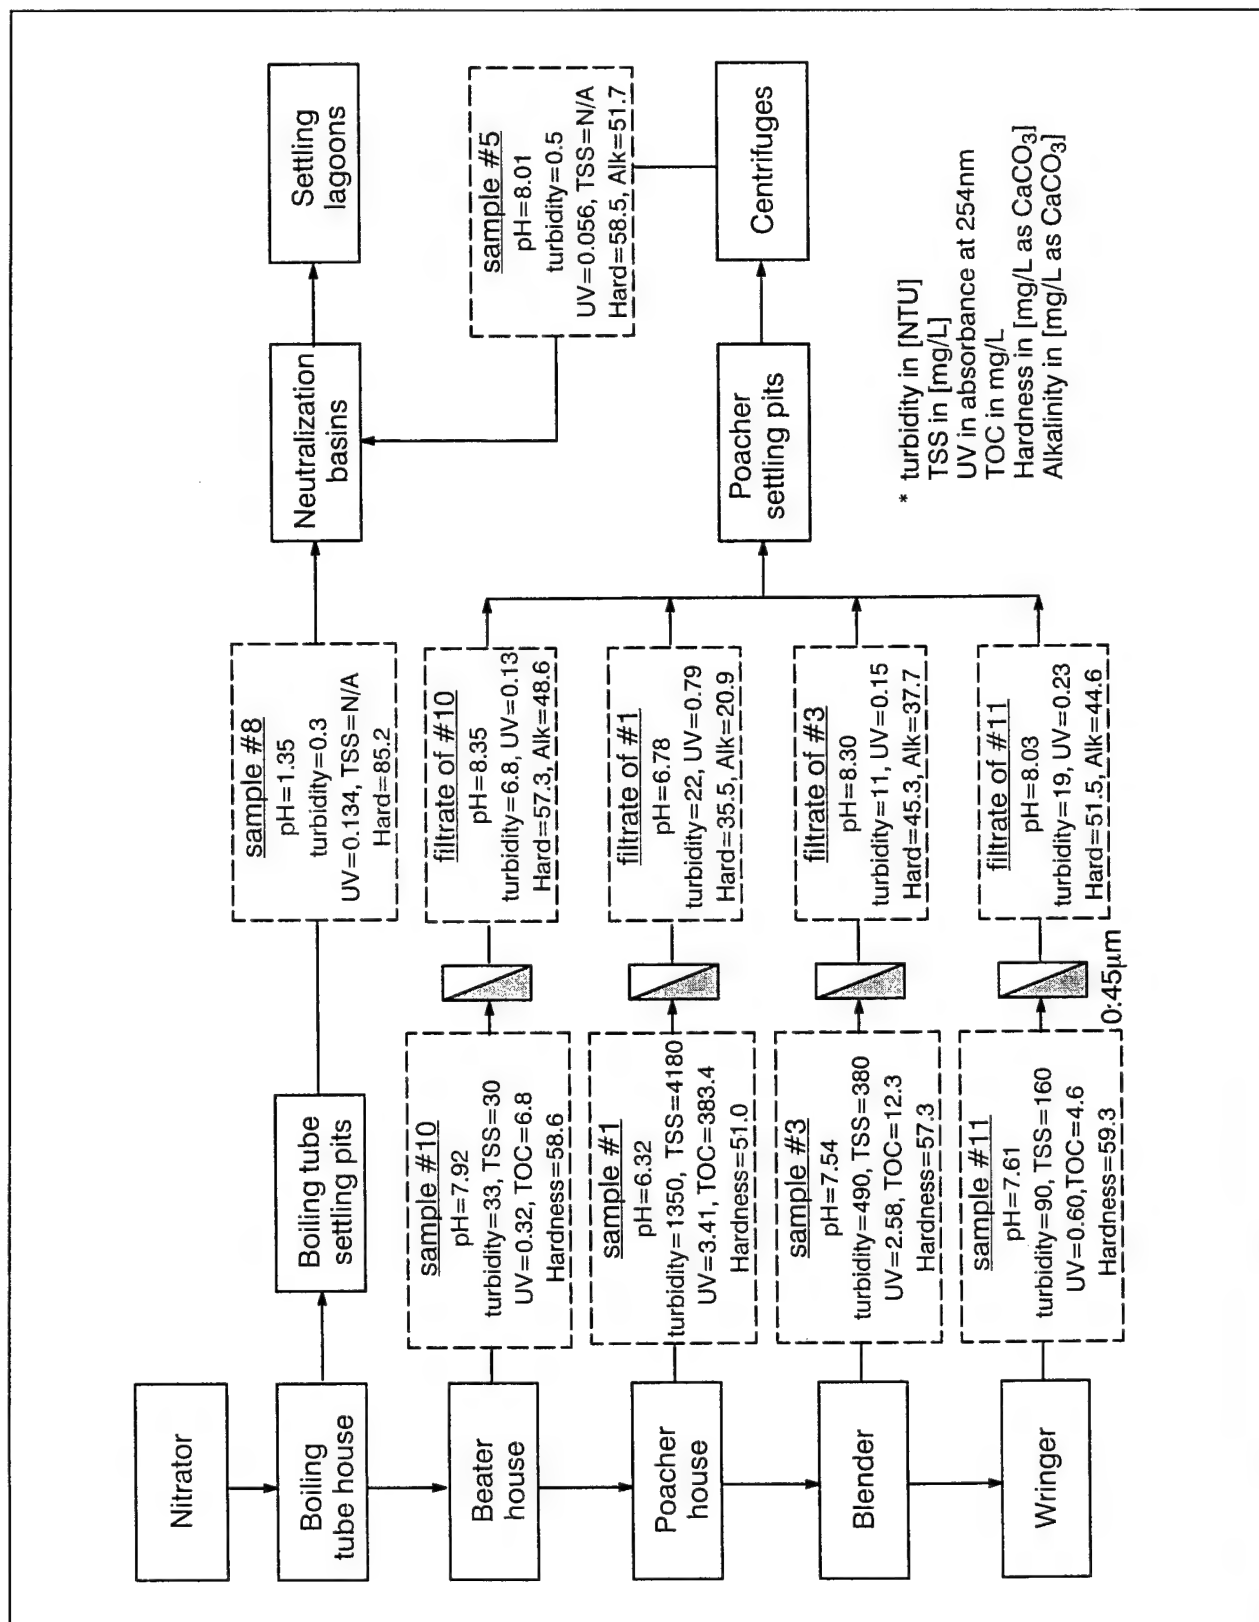 Nitrator
Boiling
tube house
Boiling tube
settling pits
sample #8
pH=1.35
turbidity=0.3
UV=0.134, TSS=N/A
Hard=85.2
Neutralization
basins
Settling
lagoons
Beater
house
sample #10
pH=7.92
turbidity=33, TSS=30
UV=0.32, TOC=6.8
Hardness=58.6
filtrate of #10
pH=8.35
turbidity=6.8, UV=0.13
Hard=57.3, Alk=48.6
sample #5
pH=8.01
turbidity=0.5
UV=0.056, TSS=N/A
Hard=58.5, Alk=51.7
Poacher
house
sample #1
pH=6.32
turbidity=1350, TSS=4180
UV=3.41, TOC=383.4
Hardness=51.0
filtrate of #1
pH=6.78
turbidity=22, UV=0.79
Hard=35.5, Alk=20.9
Poacher
settling pits
Centrifuges
Blender
sample #3
pH=7.54
turbidity=490, TSS=380
UV=2.58, TOC=12.3
Hardness=57.3
filtrate of #3
pH=8.30
turbidity=11, UV=0.15
Hard=45.3, Alk=37.7
Wringer
sample #11
pH=7.61
turbidity=90, TSS=160
UV=0.60,TOC=4.6
Hardness=59.3
0.45µm
filtrate of #11
pH=8.03
turbidity=19, UV=0.23
Hard=51.5, Alk=44.6
* turbidity in [NTU]
TSS in [mg/L]
UV in absorbance at 254nm
TOC in mg/L
Hardness in [mg/L as CaCO₃]
Alkalinity in [mg/L as CaCO₃]